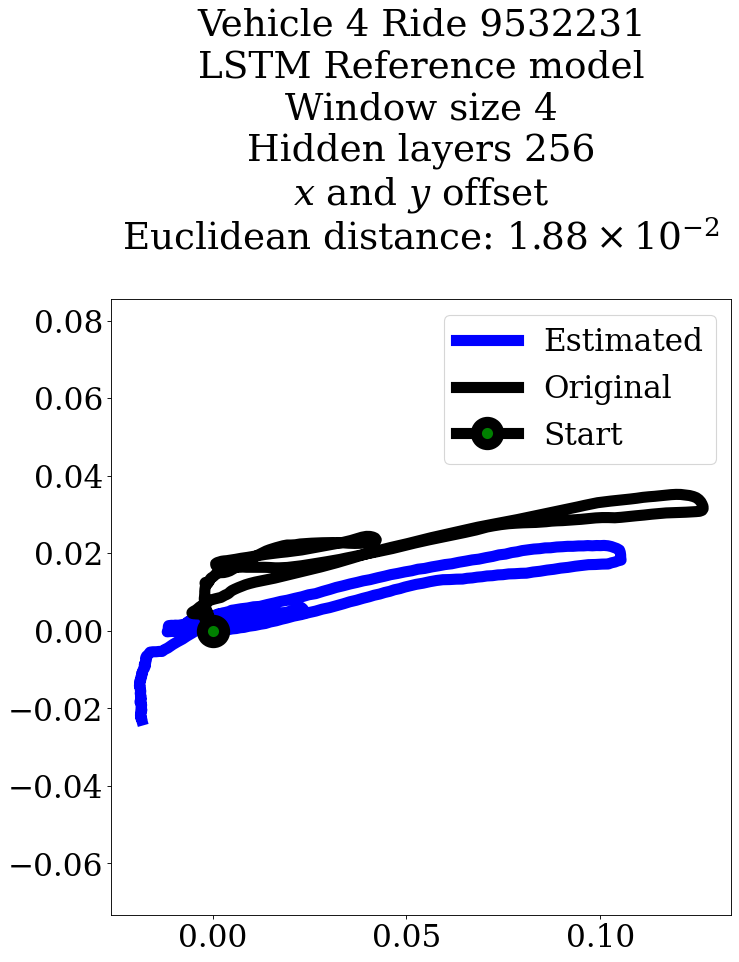 Vehicle 4 Ride 9532231
LSTM Reference model
Window size 4
Hidden layers 256
x and y offset
Euclidean distance: 1.88 × 10⁻²
Estimated
Original
Start
0.08
0.06
0.04
0.02
0.00
−0.02
−0.04
−0.06
0.00 0.05 0.10